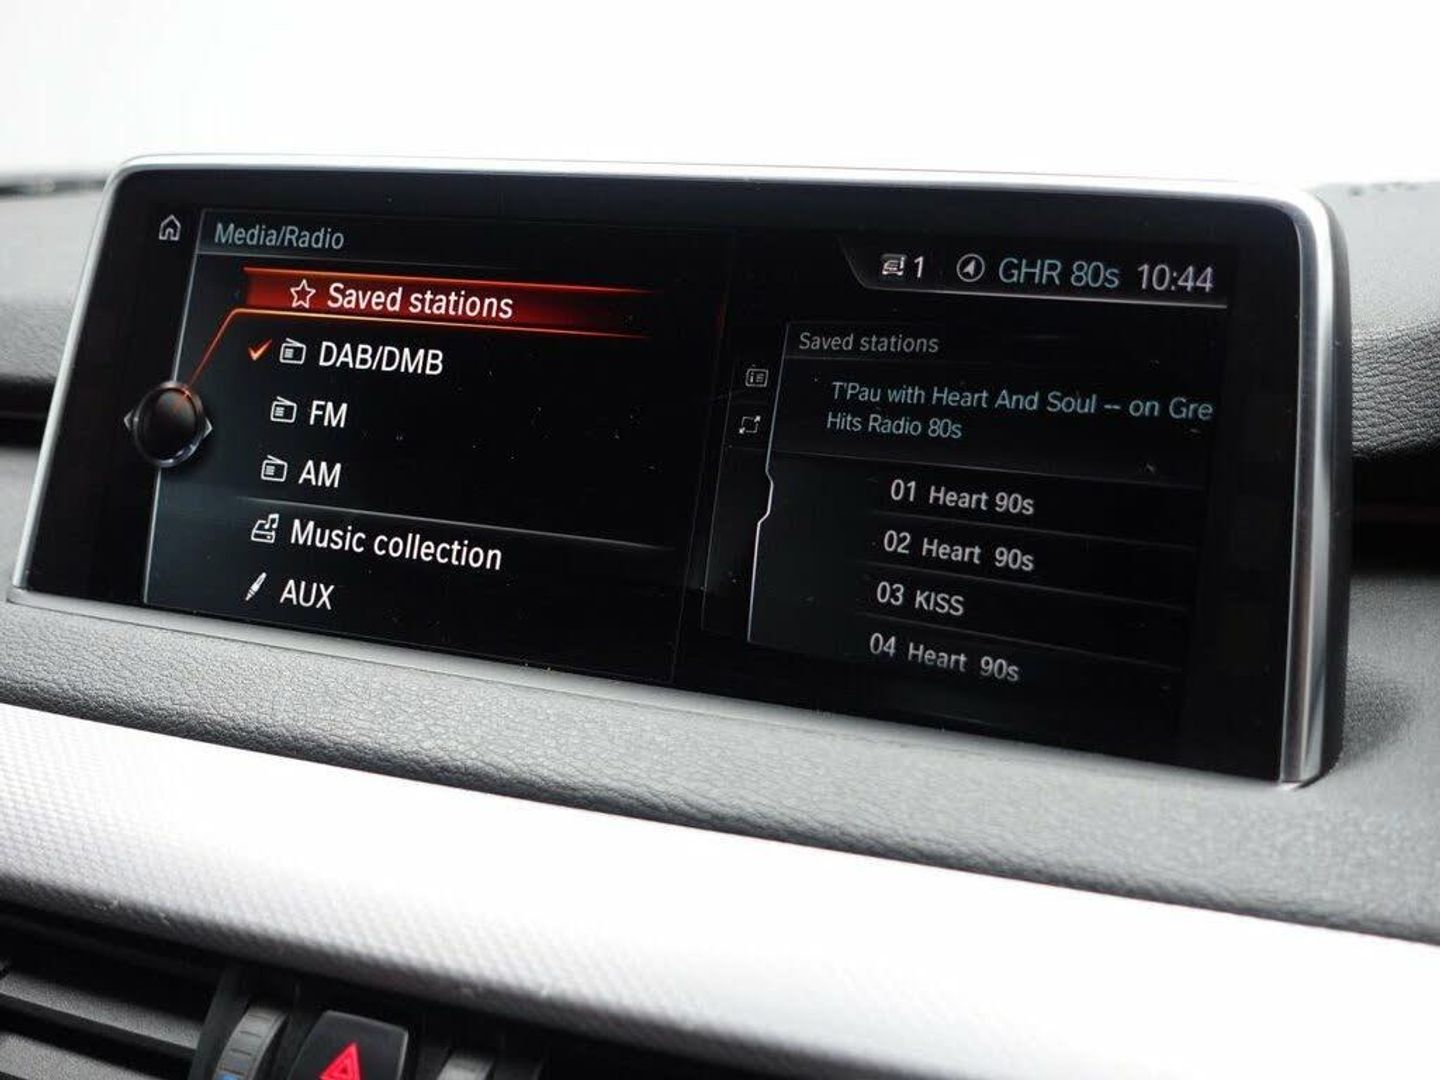 Media/Radio
Saved stations
DAB/DMB
FM
AM
Music collection
AUX
1 GHR 80s 10:44
Saved stations
T'Pau with Heart And Soul -- on Gre
Hits Radio 80s
01 Heart 90s
02 Heart 90s
03 KISS
04 Heart 90s